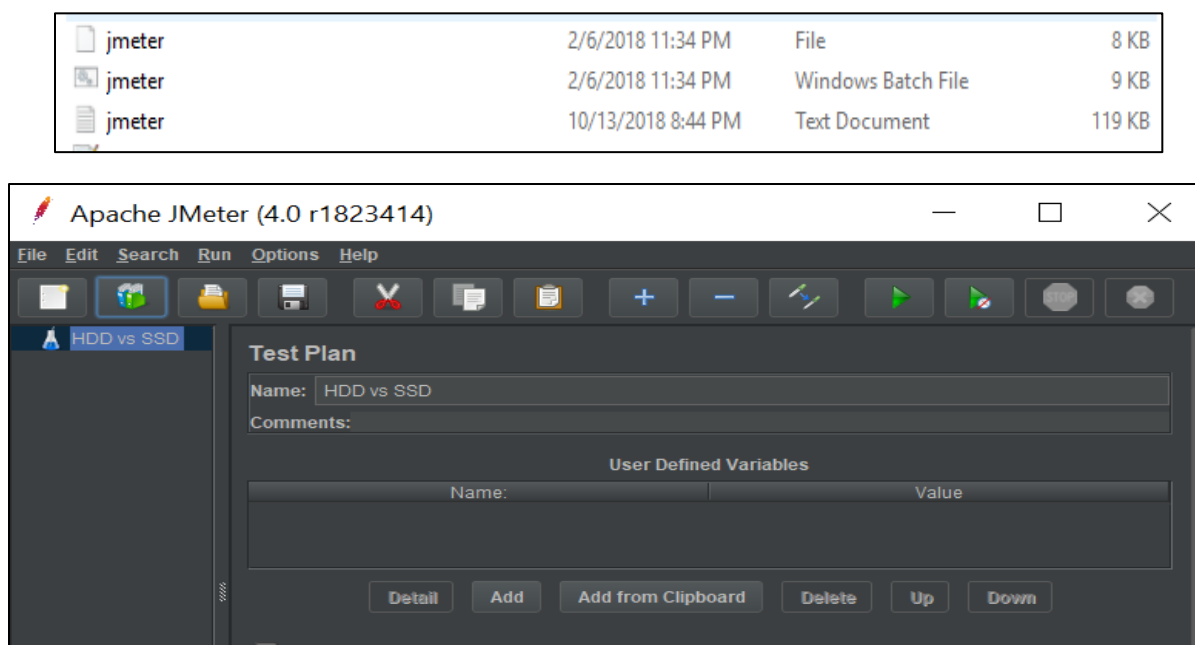 jmeter 2/6/2018 11:34 PM File 8 KB
jmeter 2/6/2018 11:34 PM Windows Batch File 9 KB
jmeter 10/13/2018 8:44 PM Text Document 119 KB
Apache JMeter (4.0 r1823414)
File Edit Search Run Options Help
STOP
HDD vs SSD
Test Plan
Name: HDD vs SSD
Comments:
User Defined Variables
Name: Value
Detail Add Add from Clipboard Delete Up Down